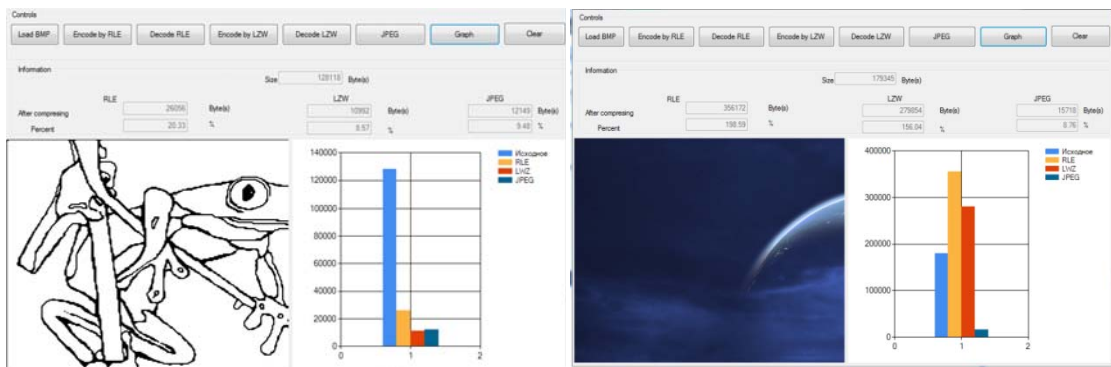 Controls
Load BMP Encode by RLE Decode RLE Encode by LZW Decode LZW JPEG Graph Clear
Information
Size 128118 Byte(s)
RLE LZW JPEG
After compresing 26056 Byte(s) 10992 12149 Byte(s)
Percent 20.33 % 8.57 % 9.48 %
140000
120000
100000
80000
60000
40000
20000
0
0 1 2
Исходное
RLE
LWZ
JPEG
Controls
Load BMP Encode by RLE Decode RLE Encode by LZW Decode LZW JPEG Graph Clear
Information
Size 179345 Byte(s)
RLE LZW JPEG
After compresing 356172 Byte(s) 279854 15718 Byte(s)
Percent 198.59 % 156.04 % 8.76 %
400000
300000
200000
100000
0
0 1 2
Исходное
RLE
LWZ
JPEG